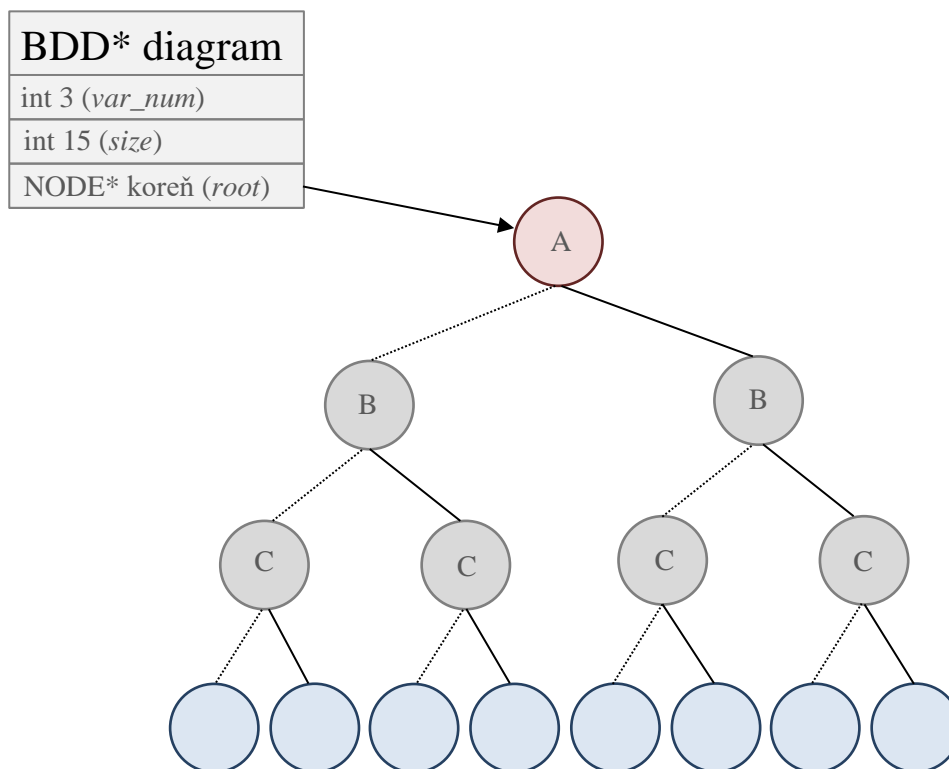 BDD* diagram
int 3 (var_num)
int 15 (size)
NODE* koreň (root)
A
B
B
C
C
C
C